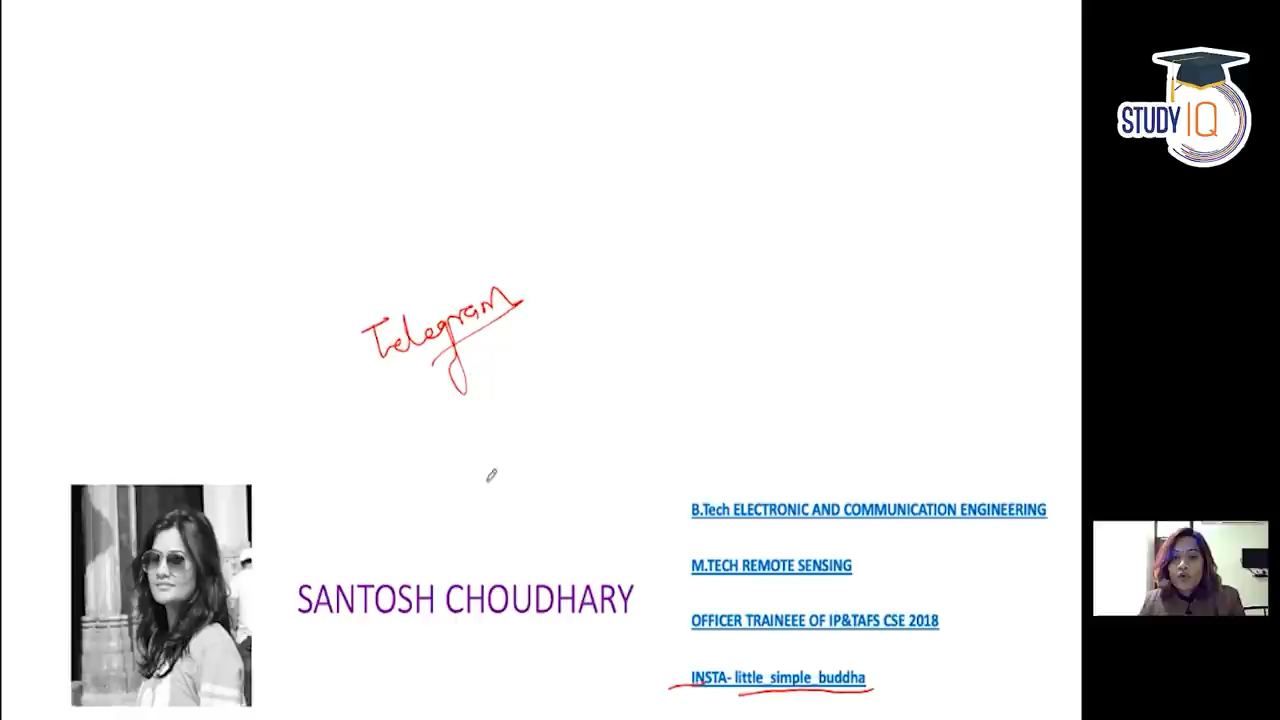 STUDY IQ
Telegram
B.Tech ELECTRONIC AND COMMUNICATION ENGINEERING
M.TECH REMOTE SENSING
SANTOSH CHOUDHARY
OFFICER TRAINEEE OF IP&TAFS CSE 2018
INSTA- little_simple_buddha